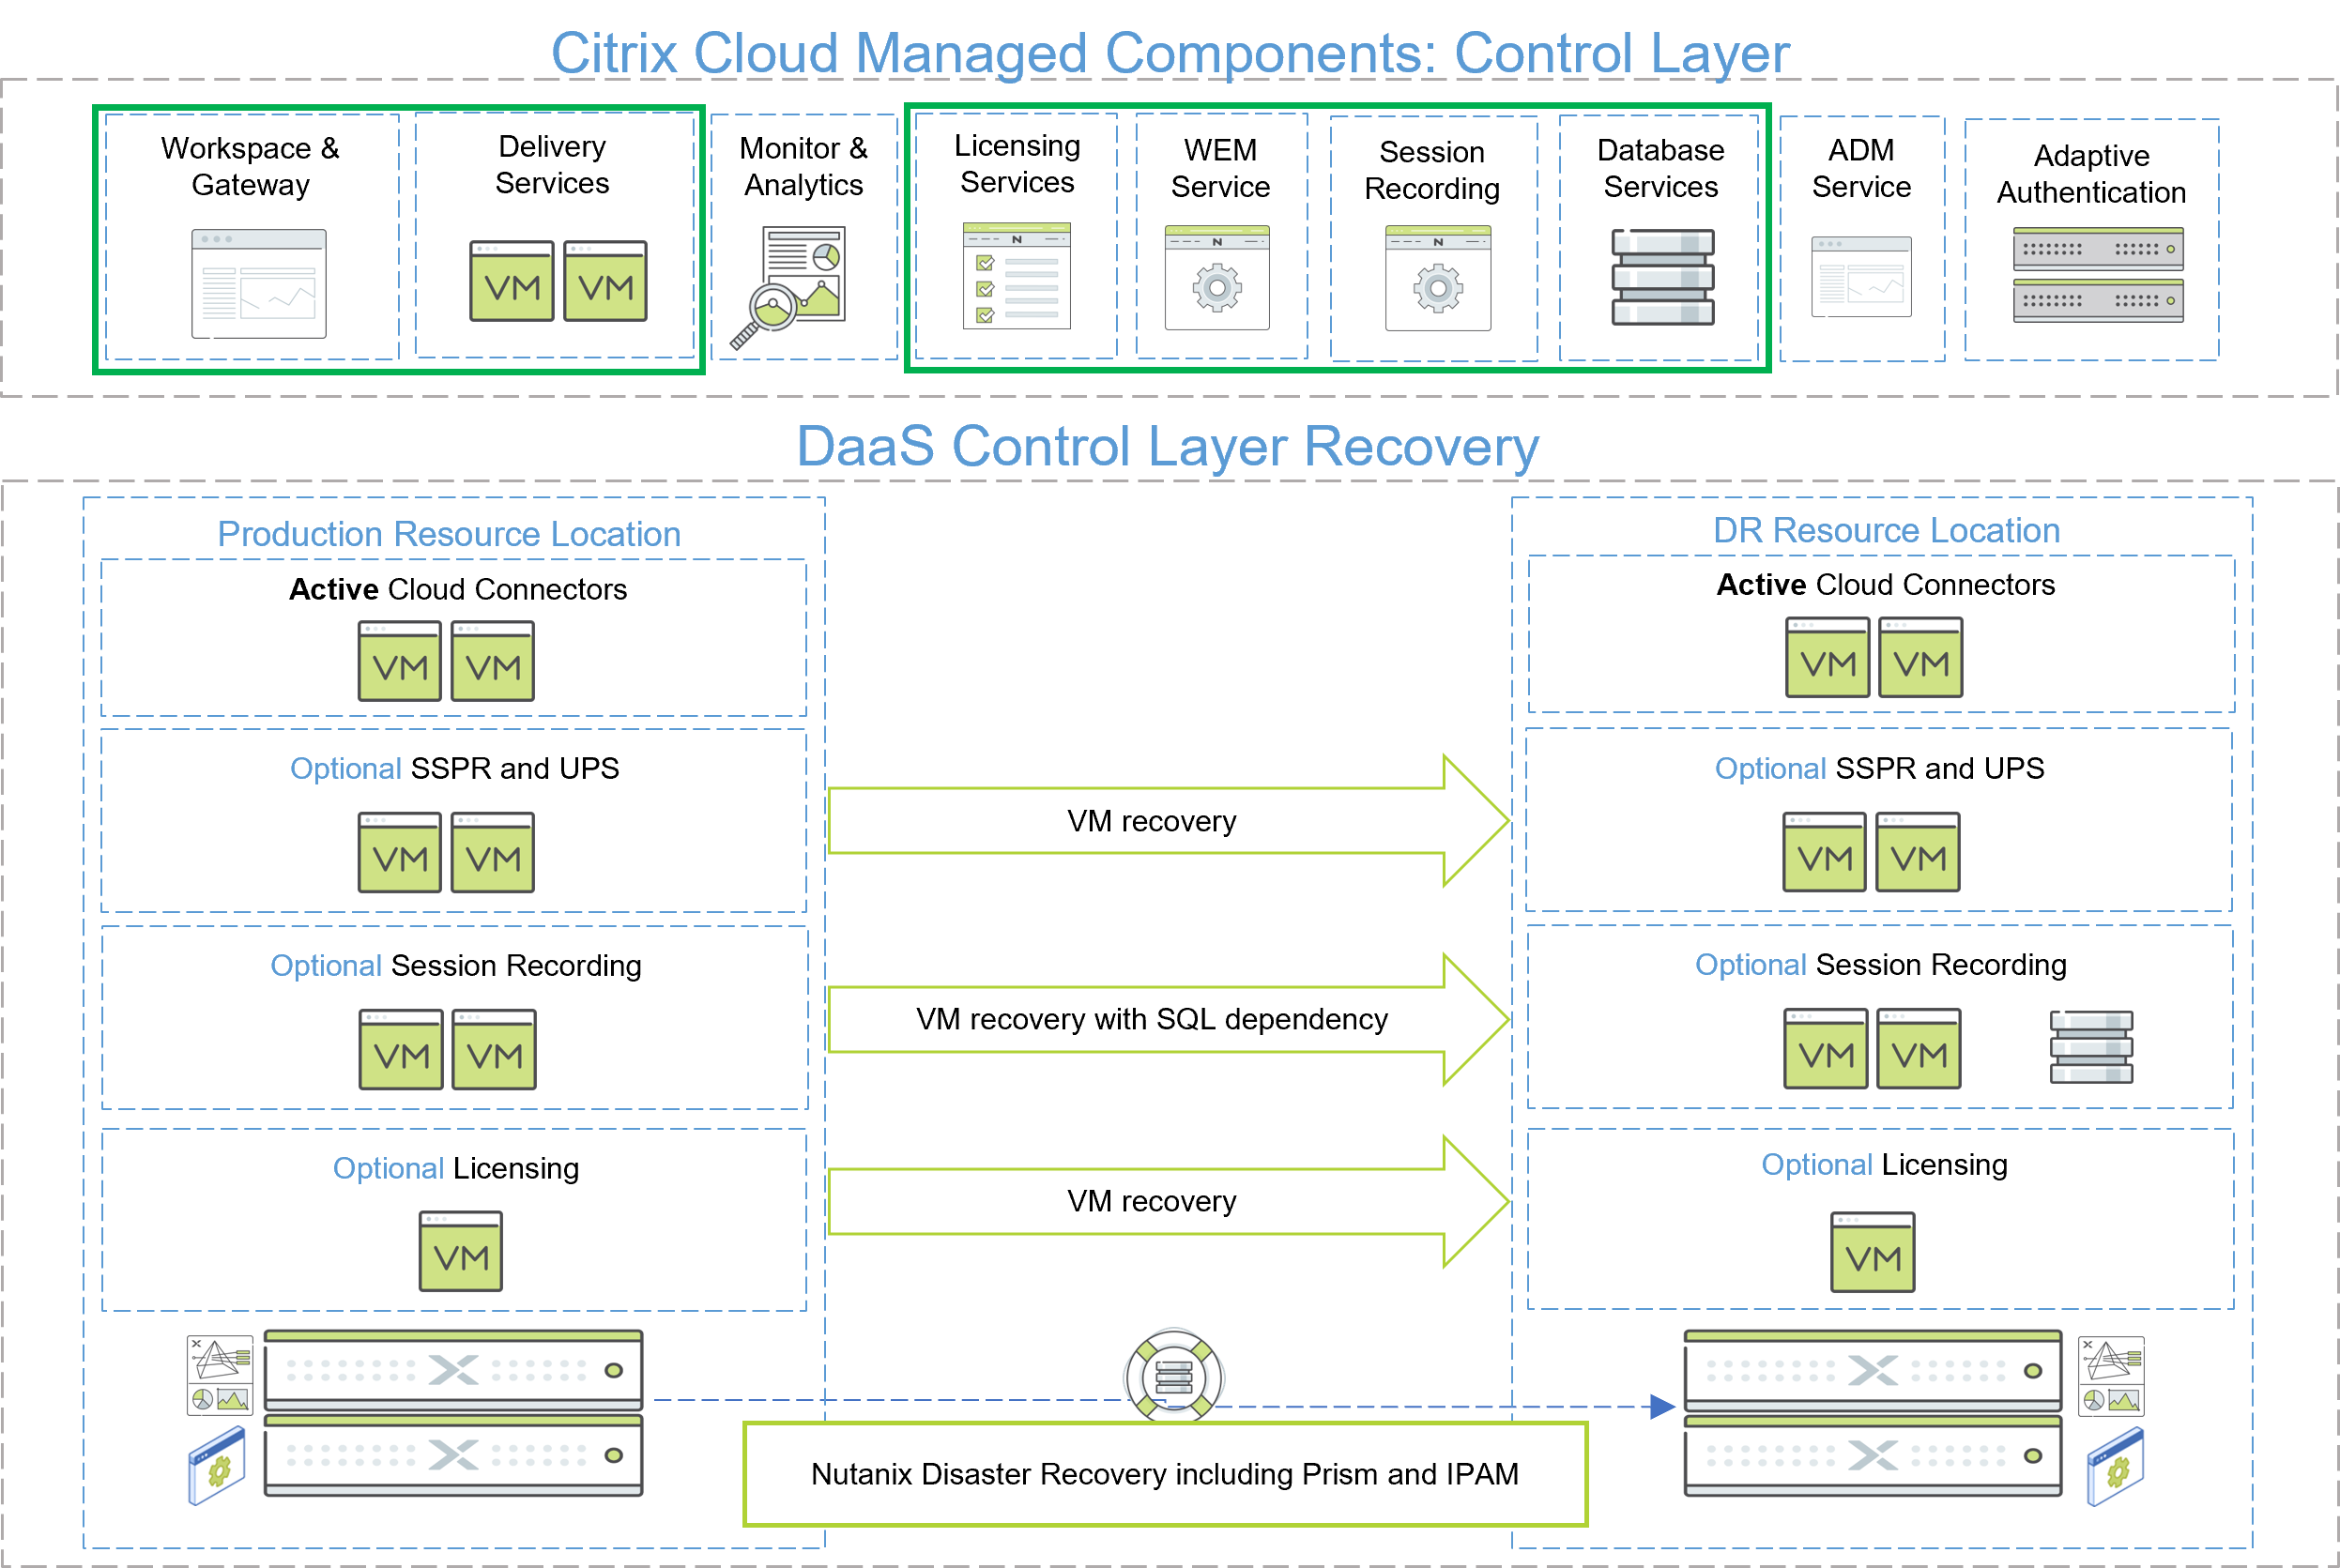 Citrix Cloud Managed Components: Control Layer
Workspace &
Gateway
Delivery
Services
VM VM
Monitor &
Analytics
Licensing
Services
N
WEM
Service
N
Session
Recording
N
Database
Services
ADM
Service
Adaptive
Authentication
DaaS Control Layer Recovery
Production Resource Location
Active Cloud Connectors
VM VM
Optional SSPR and UPS
VM VM
Optional Session Recording
VM VM
Optional Licensing
VM
VM recovery
VM recovery with SQL dependency
VM recovery
DR Resource Location
Active Cloud Connectors
VM VM
Optional SSPR and UPS
VM VM
Optional Session Recording
VM VM
Optional Licensing
VM
Nutanix Disaster Recovery including Prism and IPAM